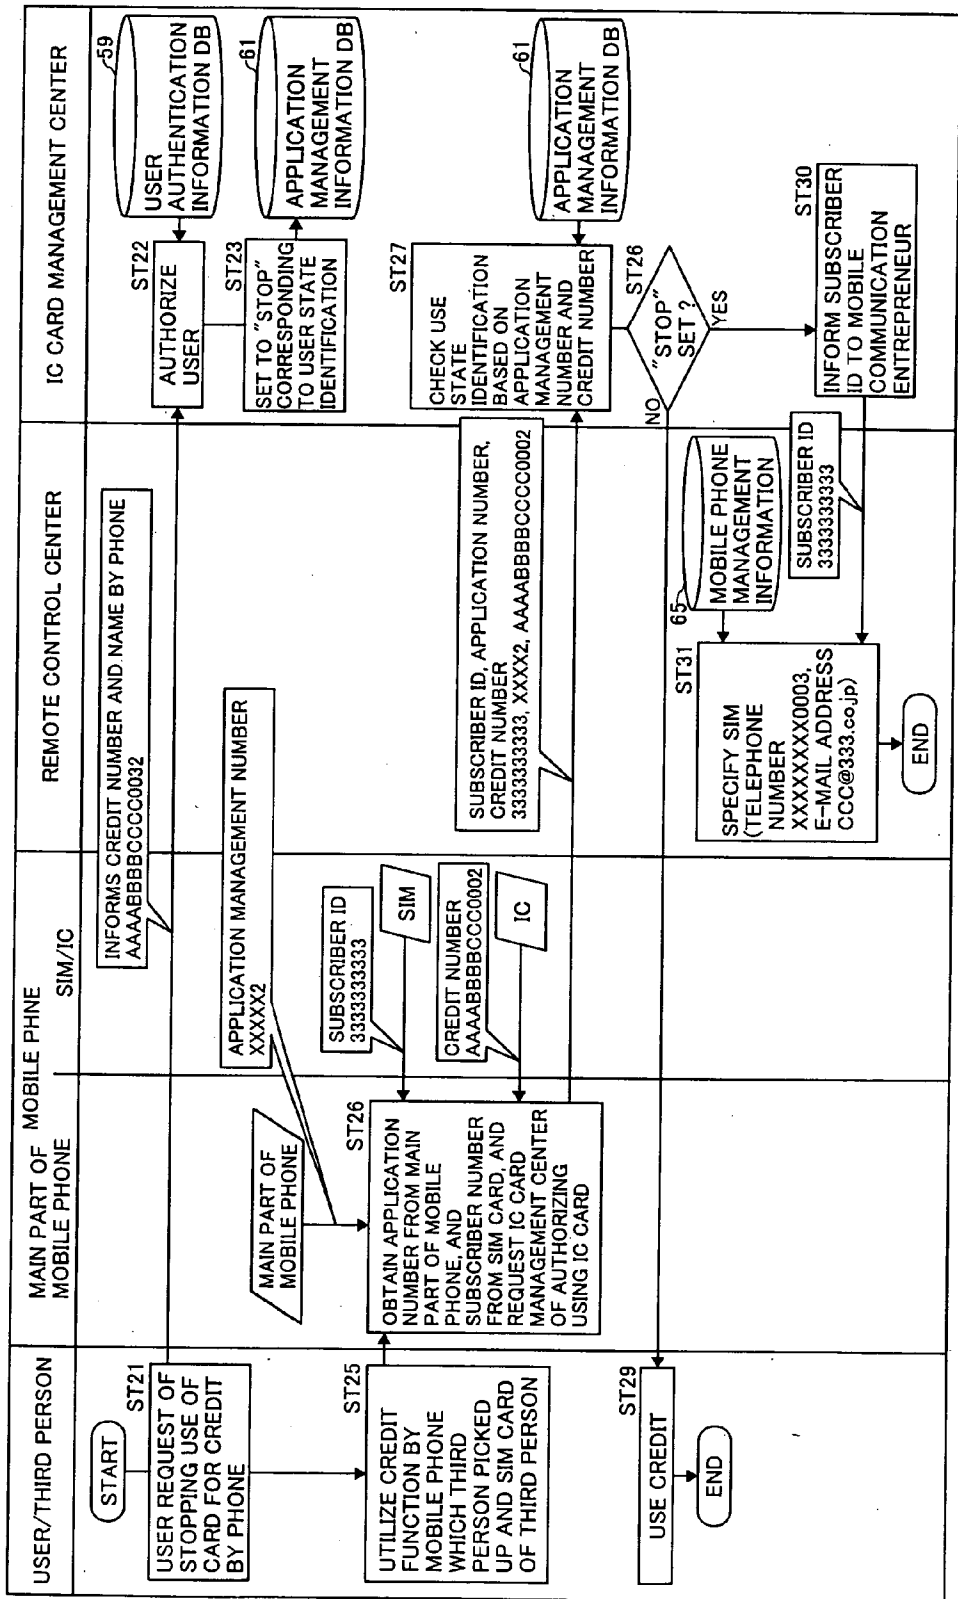 USER/THIRD PERSON
MAIN PART OF
MOBILE PHONE
MOBILE PHNE
SIM/IC
REMOTE CONTROL CENTER
IC CARD MANAGEMENT CENTER
START
ST21
USER REQUEST OF
STOPPING USE OF
CARD FOR CREDIT
BY PHONE
INFORMS CREDIT NUMBER AND NAME BY PHONE
AAAABBBBCCCC0032
ST22
AUTHORIZE
USER
59
USER
AUTHENTICATION
INFORMATION DB
ST23
SET TO "STOP"
CORRESPONDING
TO USER STATE
IDENTIFICATION
61
APPLICATION
MANAGEMENT
INFORMATION DB
ST25
UTILIZE CREDIT
FUNCTION BY
MOBILE PHONE
WHICH THIRD
PERSON PICKED
UP AND SIM CARD
OF THIRD PERSON
MAIN PART OF
MOBILE PHONE
APPLICATION MANAGEMENT NUMBER
XXXXX2
ST26
OBTAIN APPLICATION
NUMBER FROM MAIN
PART OF MOBILE
PHONE, AND
SUBSCRIBER NUMBER
FROM SIM CARD, AND
REQUEST IC CARD
MANAGEMENT CENTER
OF AUTHORIZING
USING IC CARD
SUBSCRIBER ID
3333333333
SIM
CREDIT NUMBER
AAAABBBBCCC0002
IC
SUBSCRIBER ID, APPLICATION NUMBER,
CREDIT NUMBER
3333333333, XXXX2, AAAABBBBCCCC0002
ST27
CHECK USE
STATE
IDENTIFICATION
BASED ON
APPLICATION
MANAGEMENT
NUMBER AND
CREDIT NUMBER
61
APPLICATION
MANAGEMENT
INFORMATION DB
ST26
"STOP"
SET ?
NO
YES
ST29
USE CREDIT
END
ST30
INFORM SUBSCRIBER
ID TO MOBILE
COMMUNICATION
ENTREPRENEUR
SUBSCRIBER ID
3333333333
65
MOBILE PHONE
MANAGEMENT
INFORMATION
ST31
SPECIFY SIM
(TELEPHONE
NUMBER
XXXXXXXX0003,
E-MAIL ADDRESS
CCC@333.co.jp)
END